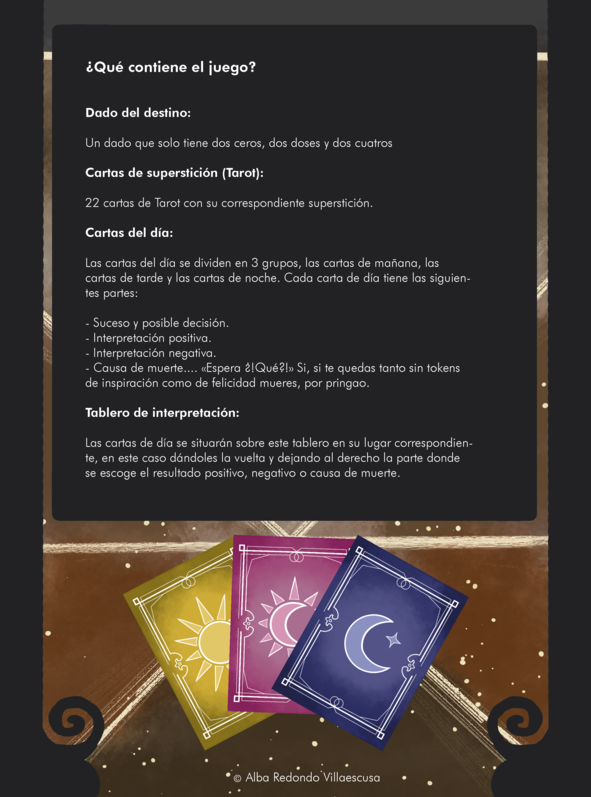 ¿Qué contiene el juego?
Dado del destino:
Un dado que solo tiene dos ceros, dos doses y dos cuatros
Cartas de superstición (Tarot):
22 cartas de Tarot con su correspondiente superstición.
Cartas del día:
Las cartas del día se dividen en 3 grupos, las cartas de mañana, las
cartas de tarde y las cartas de noche. Cada carta de día tiene las siguien-
tes partes:
- Suceso y posible decisión.
- Interpretación positiva.
- Interpretación negativa.
- Causa de muerte.... «Espera ¿!Qué?!» Si, si te quedas tanto sin tokens
de inspiración como de felicidad mueres, por pringao.
Tablero de interpretación:
Las cartas de día se situarán sobre este tablero en su lugar correspondien-
te, en este caso dándoles la vuelta y dejando al derecho la parte donde
se escoge el resultado positivo, negativo o causa de muerte.
© Alba Redondo Villaescusa